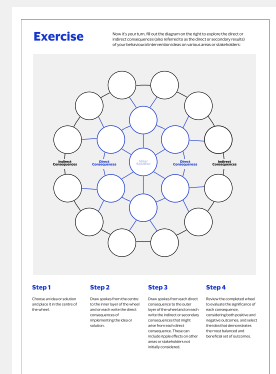 Exercise
Now it's your turn, fill out the diagram on the right to explore the direct or
indirect consequences (also referred to as the direct or secondary results)
of your behavioural intervention ideas on various areas or stakeholders:
Indirect
Consequences
Direct
Consequences
Direct
Consequences
Indirect
Consequences
Step 1
Choose an idea or solution
and place it in the centre of
the wheel.
Step 2
Draw spokes from the centre
to the inner layer of the wheel
and on each write the direct
consequences of
implementing the idea or
solution.
Step 3
Draw spokes from each direct
consequence to the outer
layer of the wheel and on each
write the indirect or secondary
consequences that might
arise from each direct
consequence. These can
include ripple effects on other
areas or stakeholders not
initially considered.
Step 4
Review the completed wheel
to evaluate the significance of
each consequence,
considering both positive and
negative outcomes, and select
the idea that demonstrates
the most balanced and
beneficial set of outcomes.